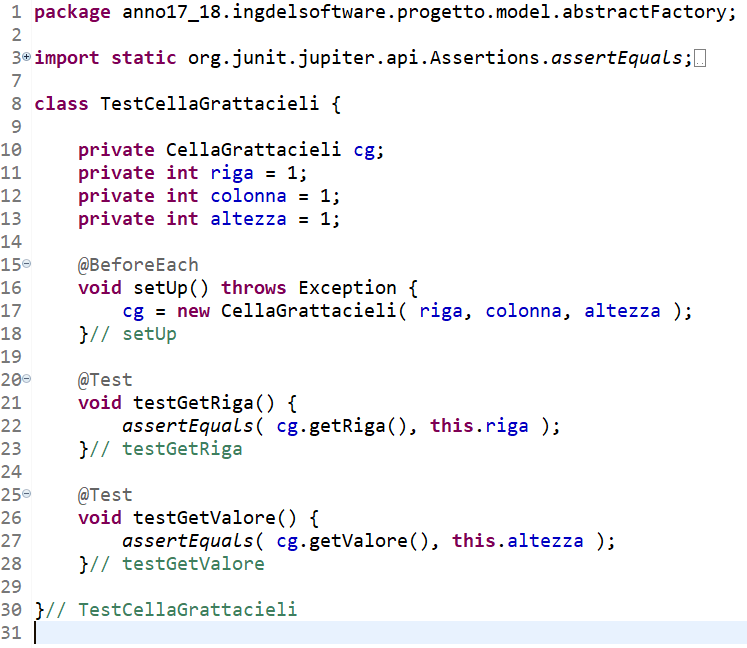 1 package anno17_18.ingdelsoftware.progetto.model.abstractFactory;
2
3 import static org.junit.jupiter.api.Assertions.assertEquals;
7
8 class TestCellaGrattacieli {
9
10     private CellaGrattacieli cg;
11     private int riga = 1;
12     private int colonna = 1;
13     private int altezza = 1;
14
15     @BeforeEach
16     void setUp() throws Exception {
17         cg = new CellaGrattacieli( riga, colonna, altezza );
18     }// setUp
19
20     @Test
21     void testGetRiga() {
22         assertEquals( cg.getRiga(), this.riga );
23     }// testGetRiga
24
25     @Test
26     void testGetValore() {
27         assertEquals( cg.getValore(), this.altezza );
28     }// testGetValore
29
30 }// TestCellaGrattacieli
31